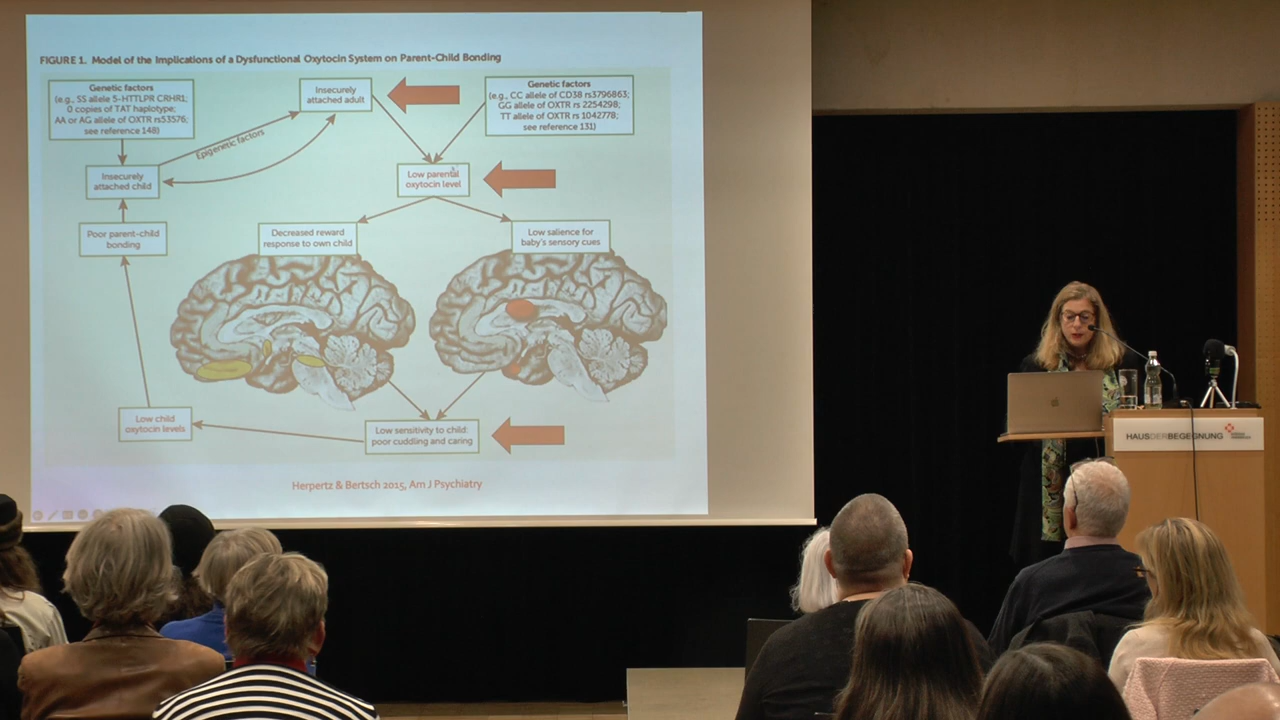 FIGURE 1. Model of the Implications of a Dysfunctional Oxytocin System on Parent-Child Bonding
Genetic factors
(e.g., SS allele 5-HTTLPR CRHR1;
0 copies of TAT haplotype;
AA or AG allele of OXTR rs53576;
see reference 148)
Insecurely
attached adult
Genetic factors
(e.g., CC allele of CD38 rs3796863;
GG allele of OXTR rs 2254298;
TT allele of OXTR rs 1042778;
see reference 131)
Epigenetic factors
Insecurely
attached child
Low parental
oxytocin level
Poor parent-child
bonding
Decreased reward
response to own child
Low salience for
baby's sensory cues
Low child
oxytocin levels
Low sensitivity to child:
poor cuddling and caring
Herpertz & Bertsch 2015, Am J Psychiatry
HAUSDERBEGEGNUNG